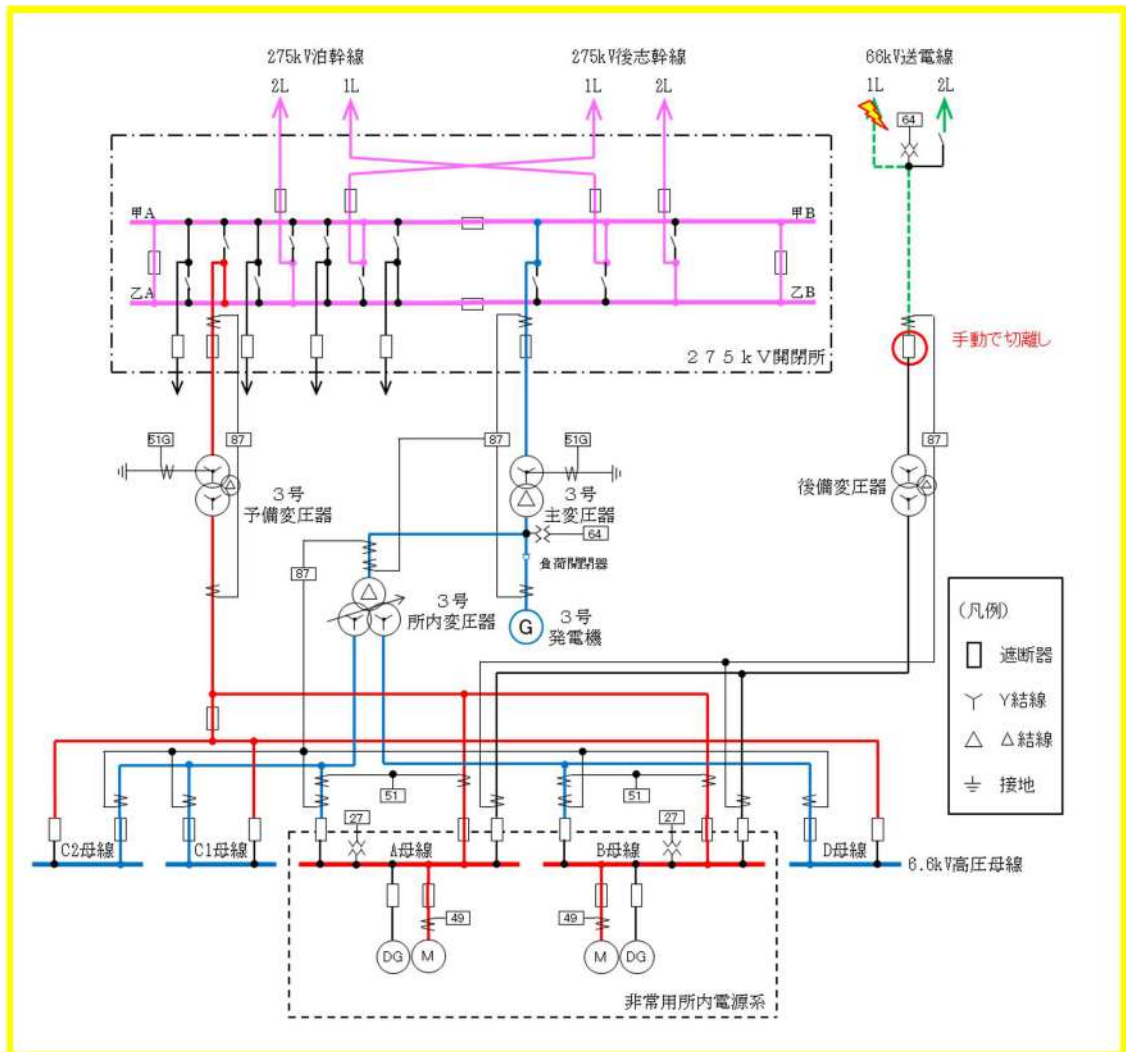 275kV泊幹線
2L
1L
275kV後志幹線
1L
2L
66kV送電線
1L
2L
64
甲A
甲B
乙A
乙B
275kV開閉所
手動で切離し
51G
87
87
51G
87
3号
予備変圧器
3号
主変圧器
後備変圧器
64
負荷開閉器
87
3号
所内変圧器
G
3号
発電機
(凡例)
遮断器
Y結線
△結線
接地
51
51
27
27
C2母線
C1母線
A母線
B母線
D母線
6.6kV高圧母線
49
49
DG
M
M
DG
非常用所内電源系